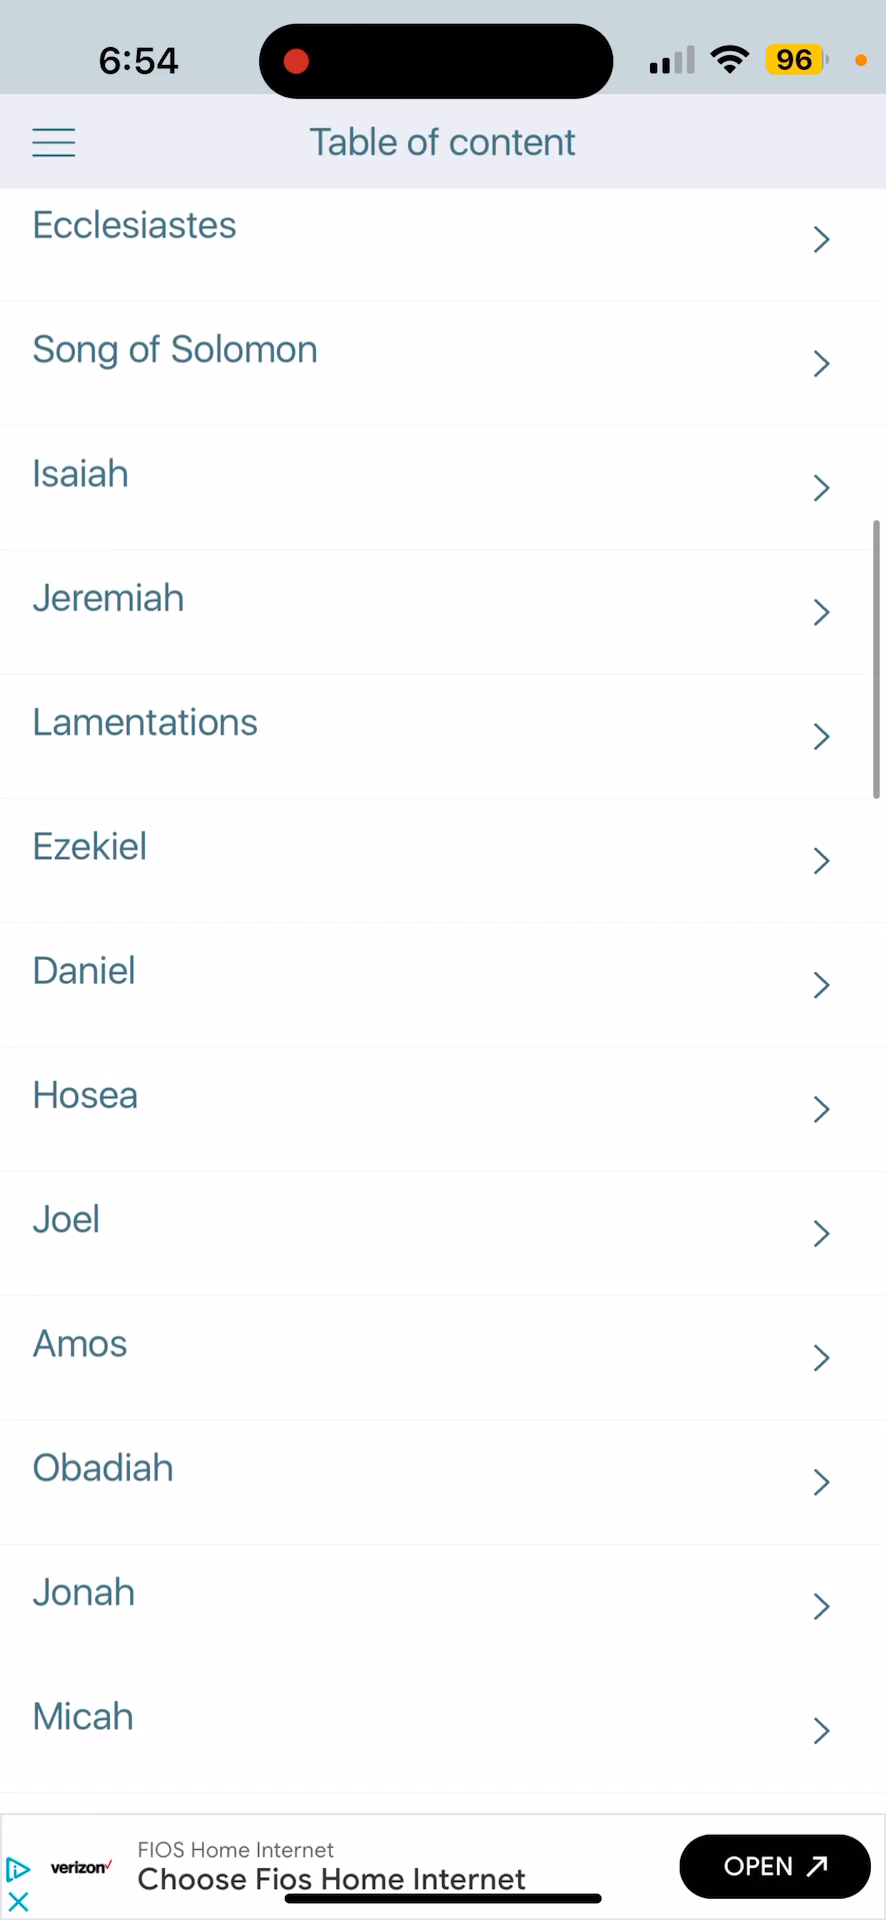 6:54
96
Table of content
Ecclesiastes
Song of Solomon
Isaiah
Jeremiah
Lamentations
Ezekiel
Daniel
Hosea
Joel
Amos
Obadiah
Jonah
Micah
FIOS Home Internet
verizon
Choose Fios Home Internet
OPEN